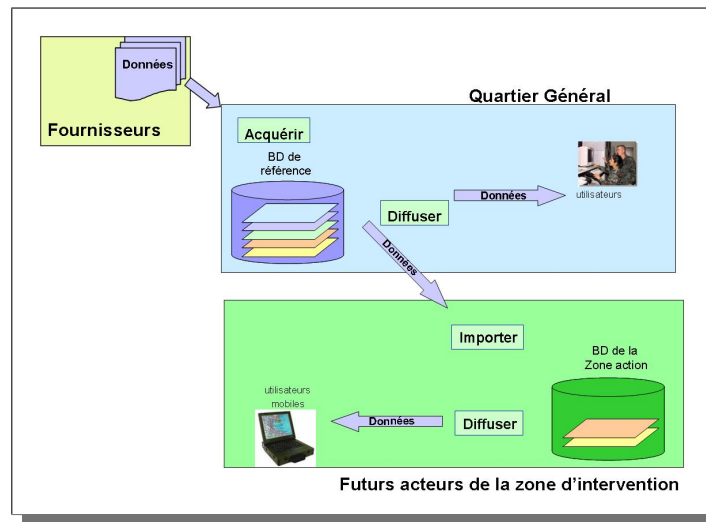 Données
Fournisseurs
Quartier Général
Acquérir
BD de
référence
Diffuser
Données
utilisateurs
Données
Importer
BD de la
Zone action
utilisateurs
mobiles
Données
Diffuser
Futurs acteurs de la zone d'intervention